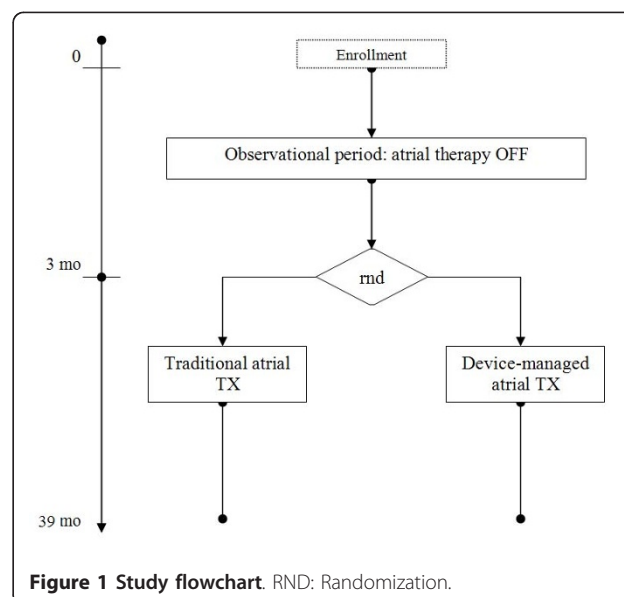 0
Enrollment
Observational period: atrial therapy OFF
3 mo
rnd
Traditional atrial
TX
Device-managed
atrial TX
39 mo
Figure 1 Study flowchart. RND: Randomization.